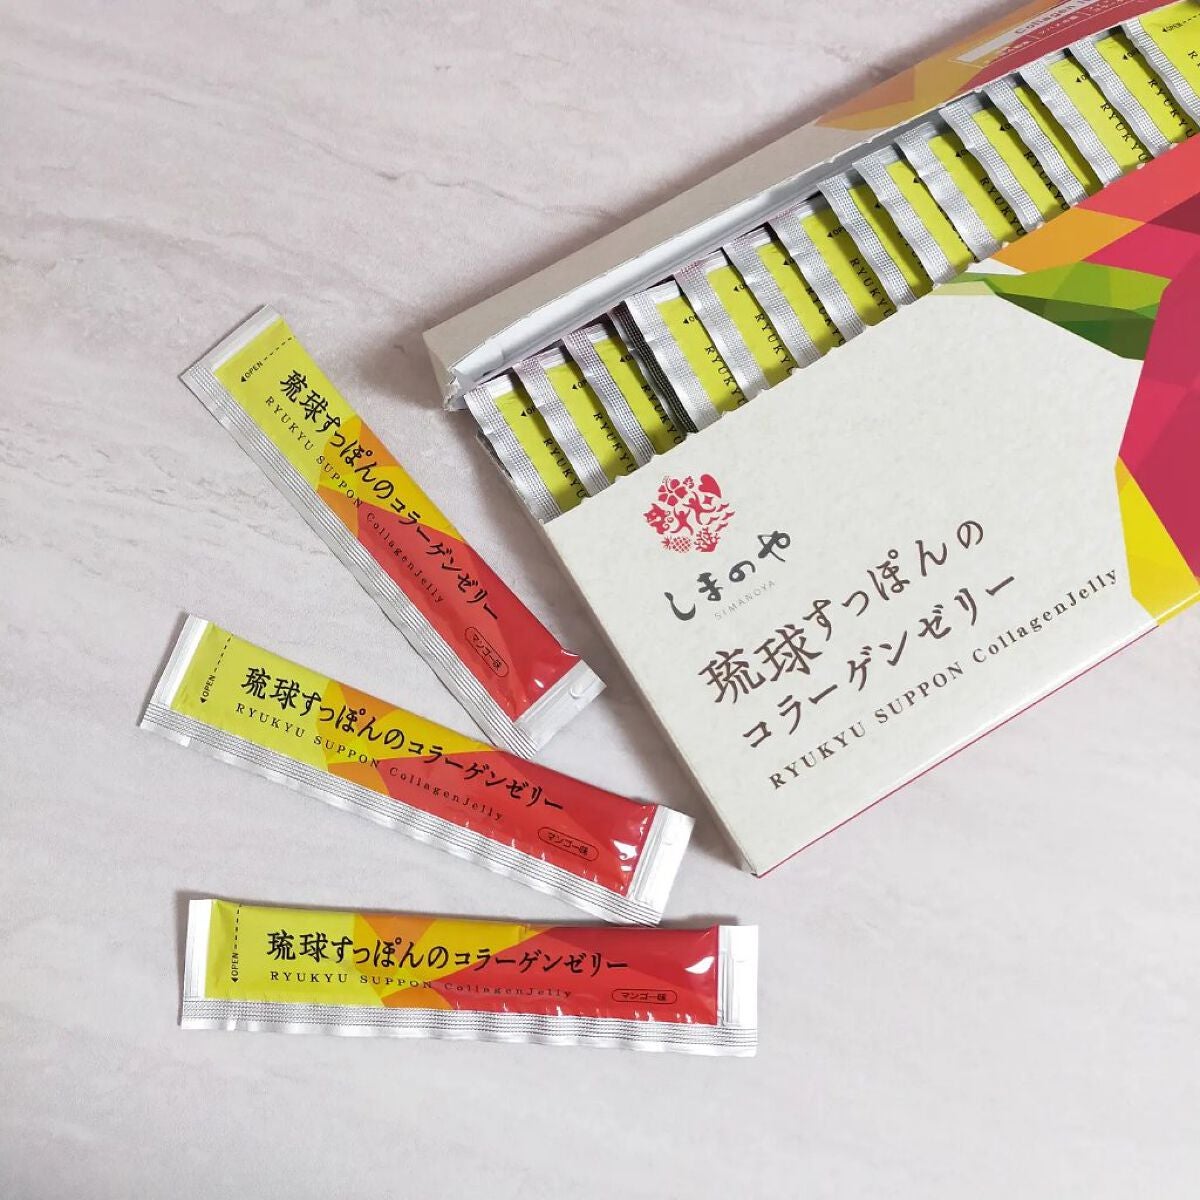 しまのや
SIMANOYA
琉球すっぽんの
コラーゲンゼリー
RYUKYU SUPPON CollagenJelly
◀OPEN
琉球すっぽんのコラーゲンゼリー
RYUKYU SUPPON CollagenJelly
マンゴー味
◀OPEN
琉球すっぽんのコラーゲンゼリー
RYUKYU SUPPON CollagenJelly
マンゴー味
◀OPEN
琉球すっぽんのコラーゲンゼリー
RYUKYU SUPPON CollagenJelly
マンゴー味